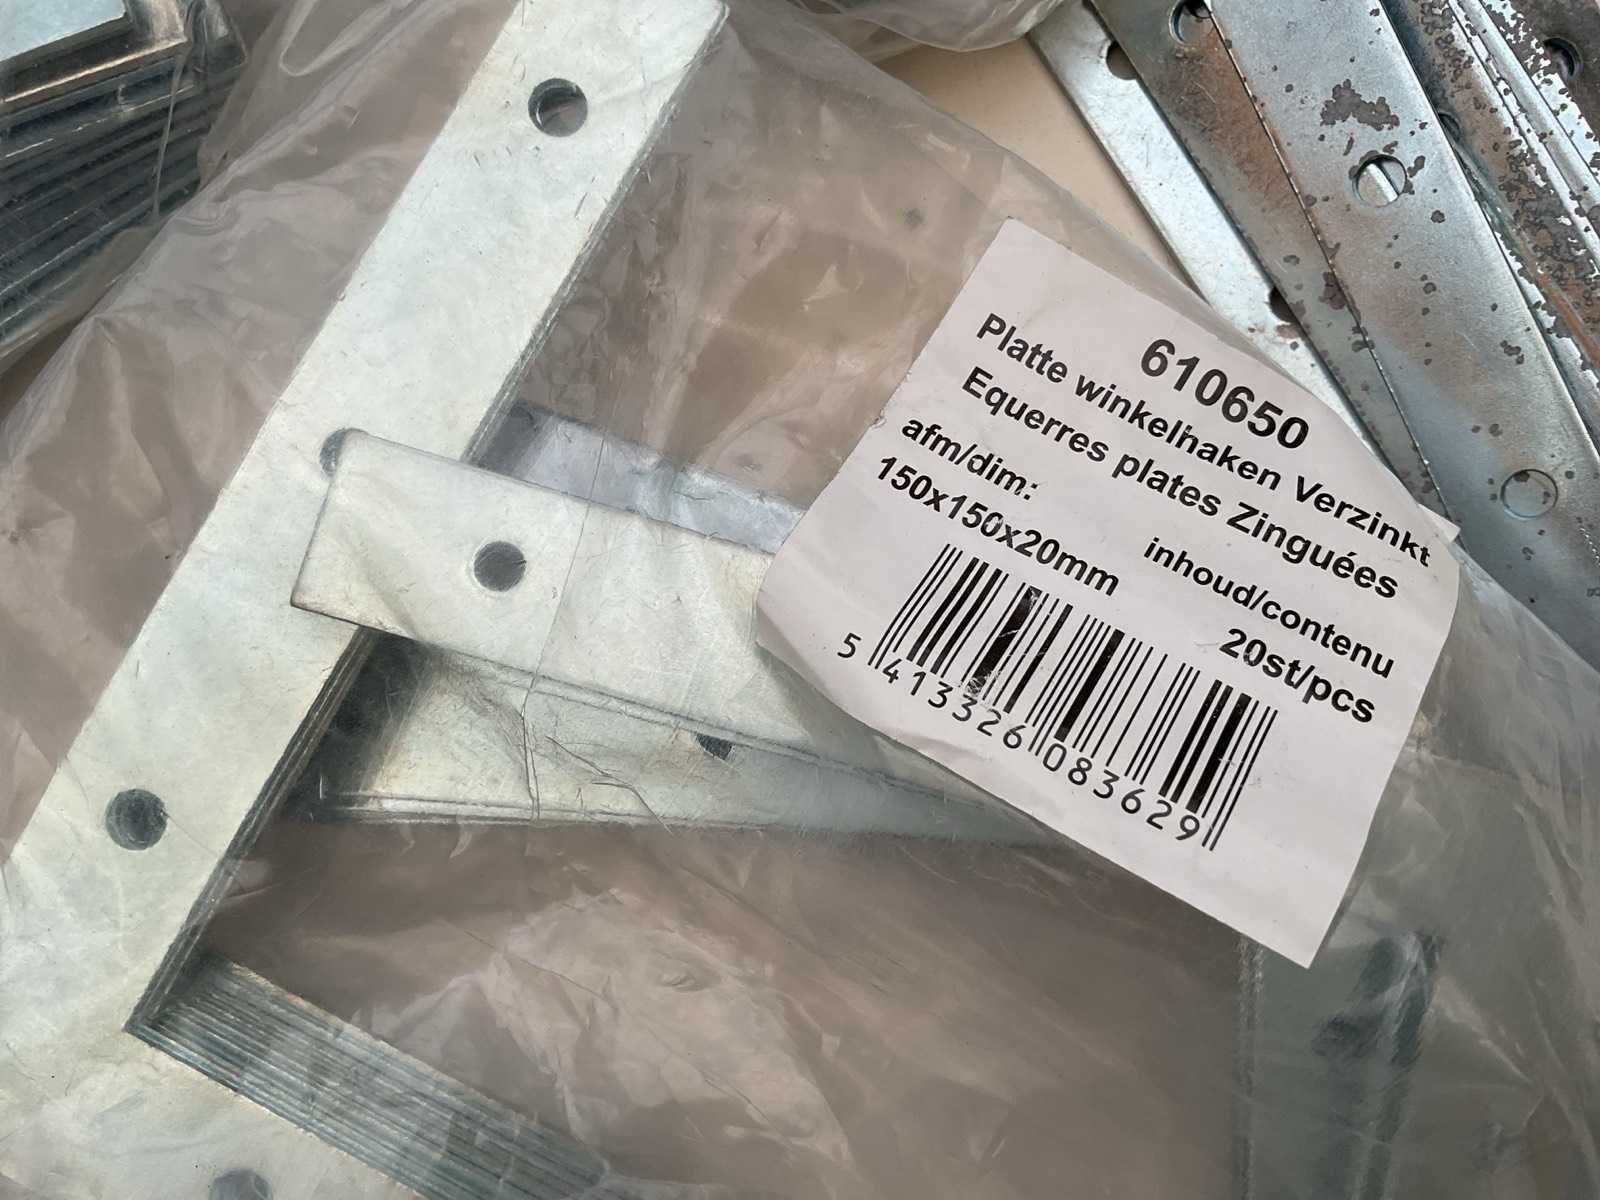 610650
Platte winkelhaken Verzinkt
Equerres plates Zinguées
afm/dim:
150x150x20mm
inhoud/contenu
20st/pcs
5 413326 083629